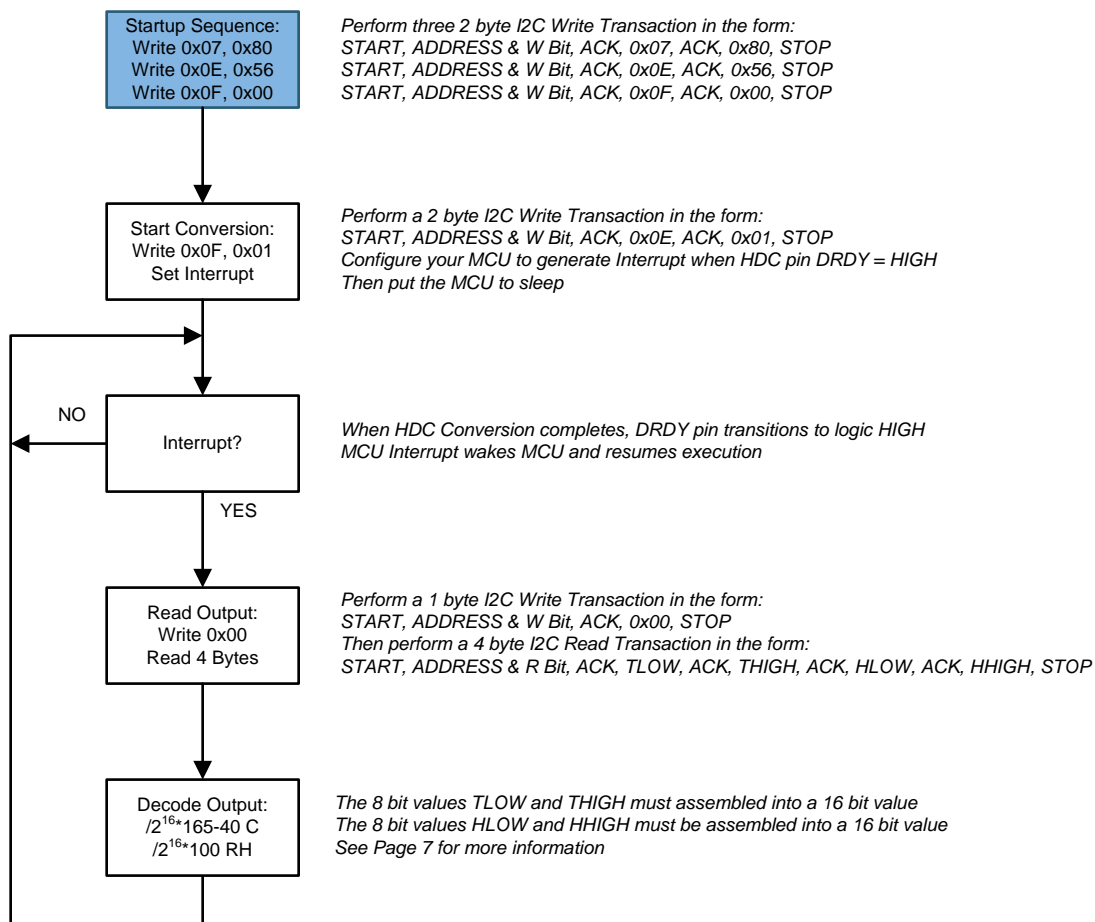 Startup Sequence:
Write 0x07, 0x80
Write 0x0E, 0x56
Write 0x0F, 0x00
Perform three 2 byte I2C Write Transaction in the form:
START, ADDRESS & W Bit, ACK, 0x07, ACK, 0x80, STOP
START, ADDRESS & W Bit, ACK, 0x0E, ACK, 0x56, STOP
START, ADDRESS & W Bit, ACK, 0x0F, ACK, 0x00, STOP
Start Conversion:
Write 0x0F, 0x01
Set Interrupt
Perform a 2 byte I2C Write Transaction in the form:
START, ADDRESS & W Bit, ACK, 0x0E, ACK, 0x01, STOP
Configure your MCU to generate Interrupt when HDC pin DRDY = HIGH
Then put the MCU to sleep
NO
Interrupt?
When HDC Conversion completes, DRDY pin transitions to logic HIGH
MCU Interrupt wakes MCU and resumes execution
YES
Read Output:
Write 0x00
Read 4 Bytes
Perform a 1 byte I2C Write Transaction in the form:
START, ADDRESS & W Bit, ACK, 0x00, STOP
Then perform a 4 byte I2C Read Transaction in the form:
START, ADDRESS & R Bit, ACK, TLOW, ACK, THIGH, ACK, HLOW, ACK, HHIGH, STOP
Decode Output:
/2^16*165-40 C
/2^16*100 RH
The 8 bit values TLOW and THIGH must assembled into a 16 bit value
The 8 bit values HLOW and HHIGH must be assembled into a 16 bit value
See Page 7 for more information